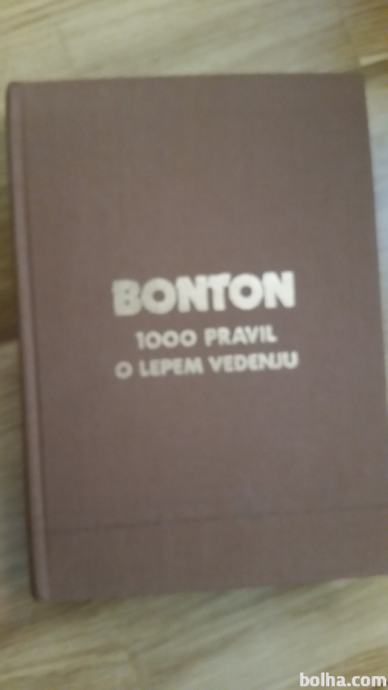 BONTON
1000 PRAVIL
O LEPEM VEDENJU
bolha.com